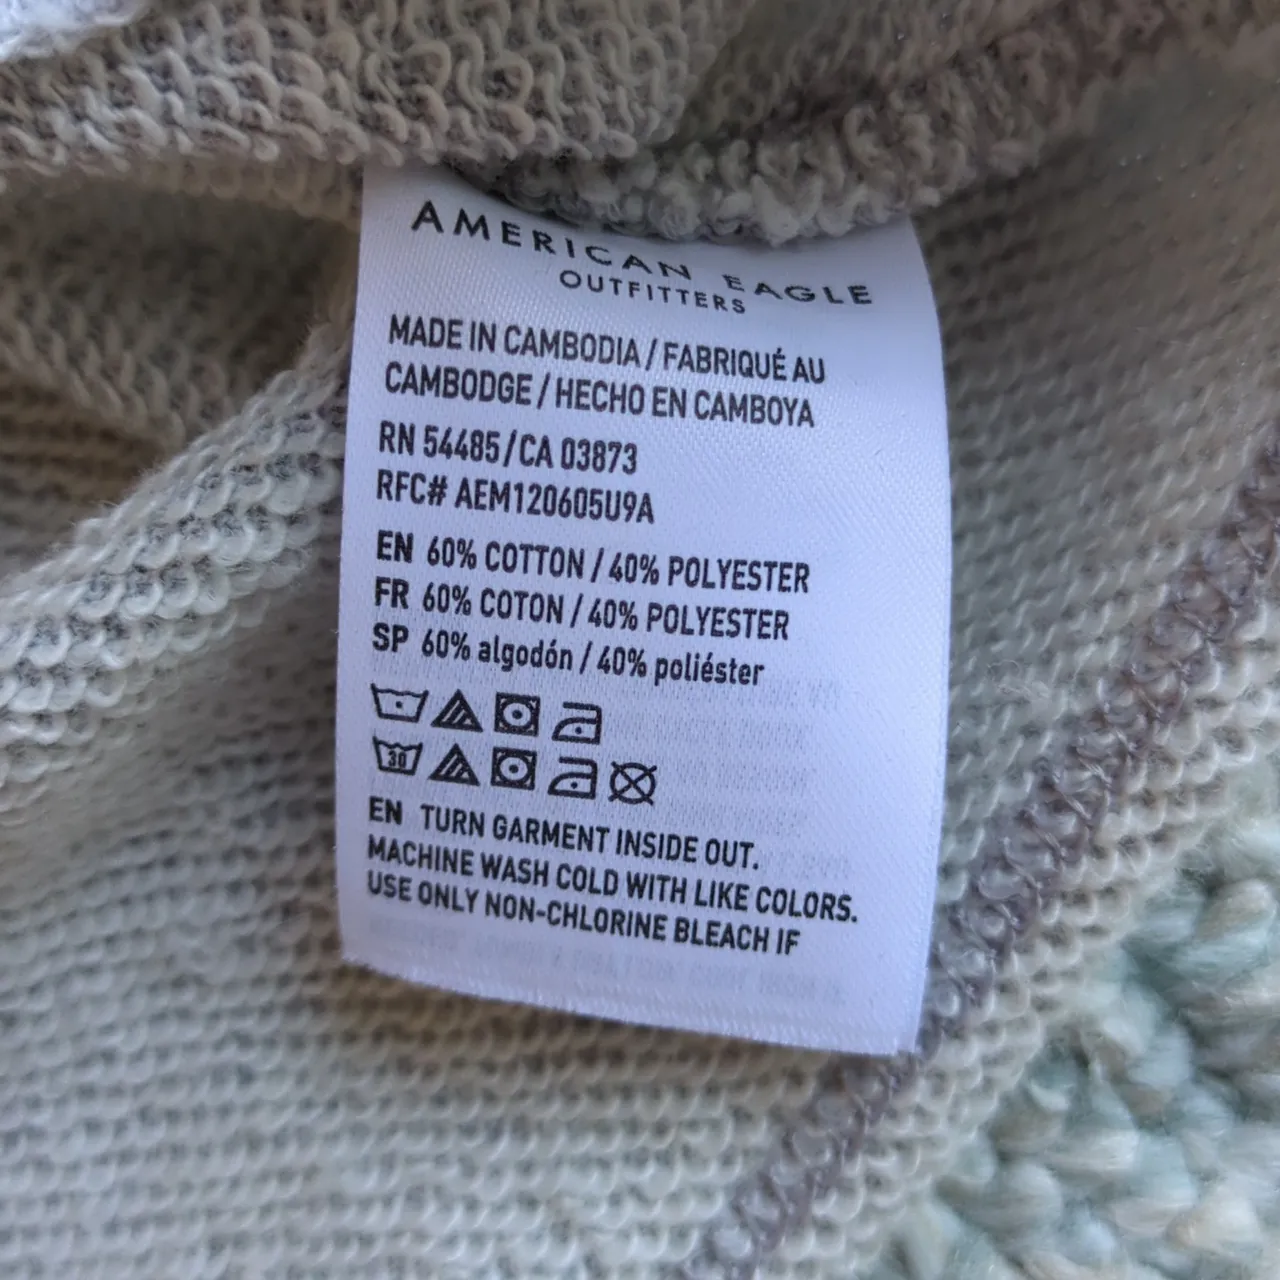 AMERICAN EAGLE
OUTFITTERS
MADE IN CAMBODIA / FABRIQUÉ AU
CAMBODGE / HECHO EN CAMBOYA
RN 54485/CA 03873
RFC# AEM120605U9A
EN 60% COTTON / 40% POLYESTER
FR 60% COTON / 40% POLYESTER
SP 60% algodón / 40% poliéster
30
EN TURN GARMENT INSIDE OUT.
MACHINE WASH COLD WITH LIKE COLORS.
USE ONLY NON-CHLORINE BLEACH IF